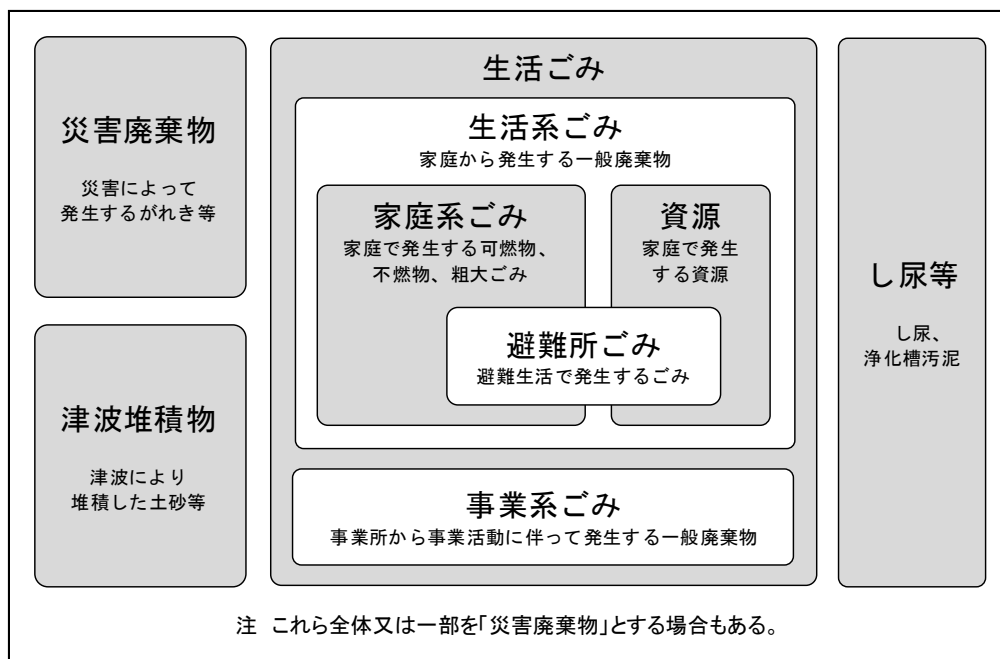 災害廃棄物
災害によって
発生するがれき等
津波堆積物
津波により
堆積した土砂等
生活ごみ
生活系ごみ
家庭から発生する一般廃棄物
家庭系ごみ
家庭で発生する可燃物、
不燃物、粗大ごみ
資源
家庭で発生
する資源
避難所ごみ
避難生活で発生するごみ
事業系ごみ
事業所から事業活動に伴って発生する一般廃棄物
し尿等
し尿、
浄化槽汚泥
注 これら全体又は一部を「災害廃棄物」とする場合もある。